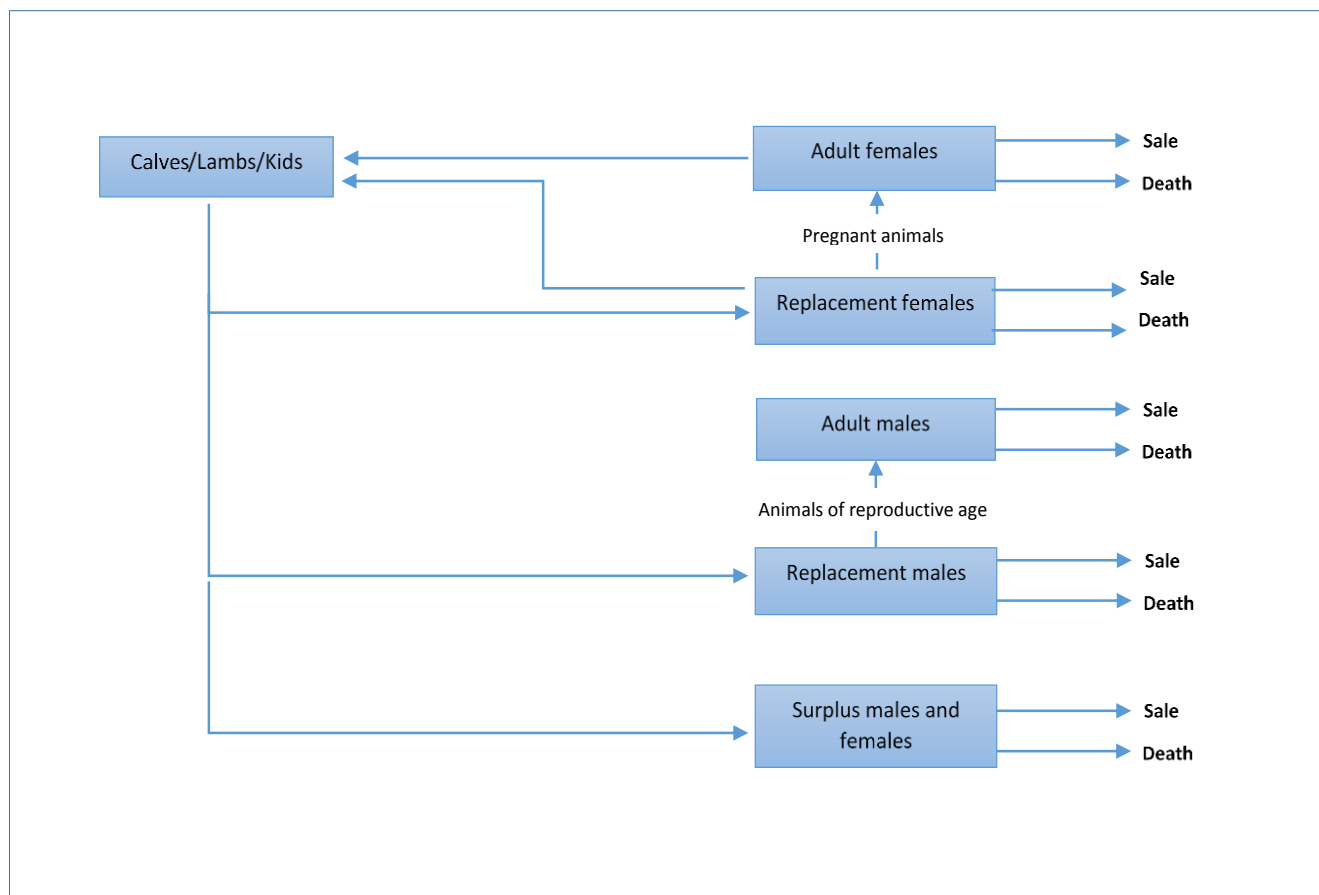 Calves/Lambs/Kids
Adult females
Sale
Death
Pregnant animals
Replacement females
Sale
Death
Adult males
Sale
Death
Animals of reproductive age
Replacement males
Sale
Death
Surplus males and
females
Sale
Death